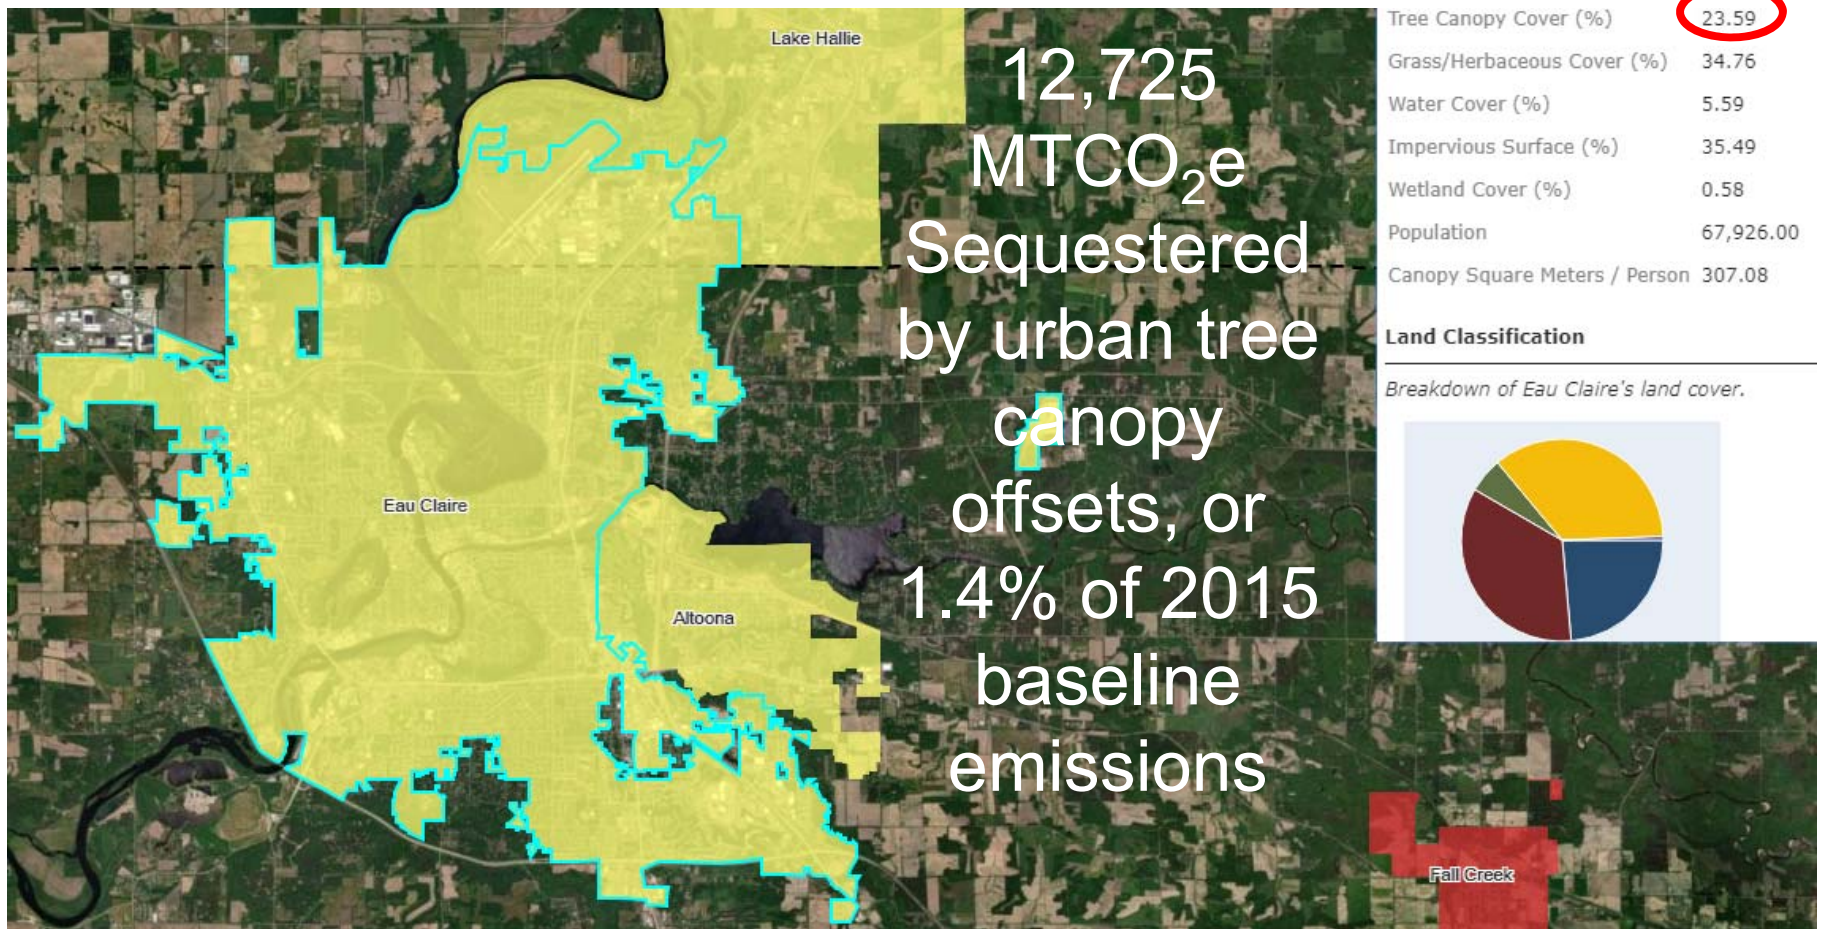 Lake Hallie
Eau Claire
Altoona
Fall Creek
12,725
MTCO₂e
Sequestered
by urban tree
canopy
offsets, or
1.4% of 2015
baseline
emissions
Tree Canopy Cover (%) 23.59
Grass/Herbaceous Cover (%) 34.76
Water Cover (%) 5.59
Impervious Surface (%) 35.49
Wetland Cover (%) 0.58
Population 67,926.00
Canopy Square Meters / Person 307.08
Land Classification
Breakdown of Eau Claire's land cover.